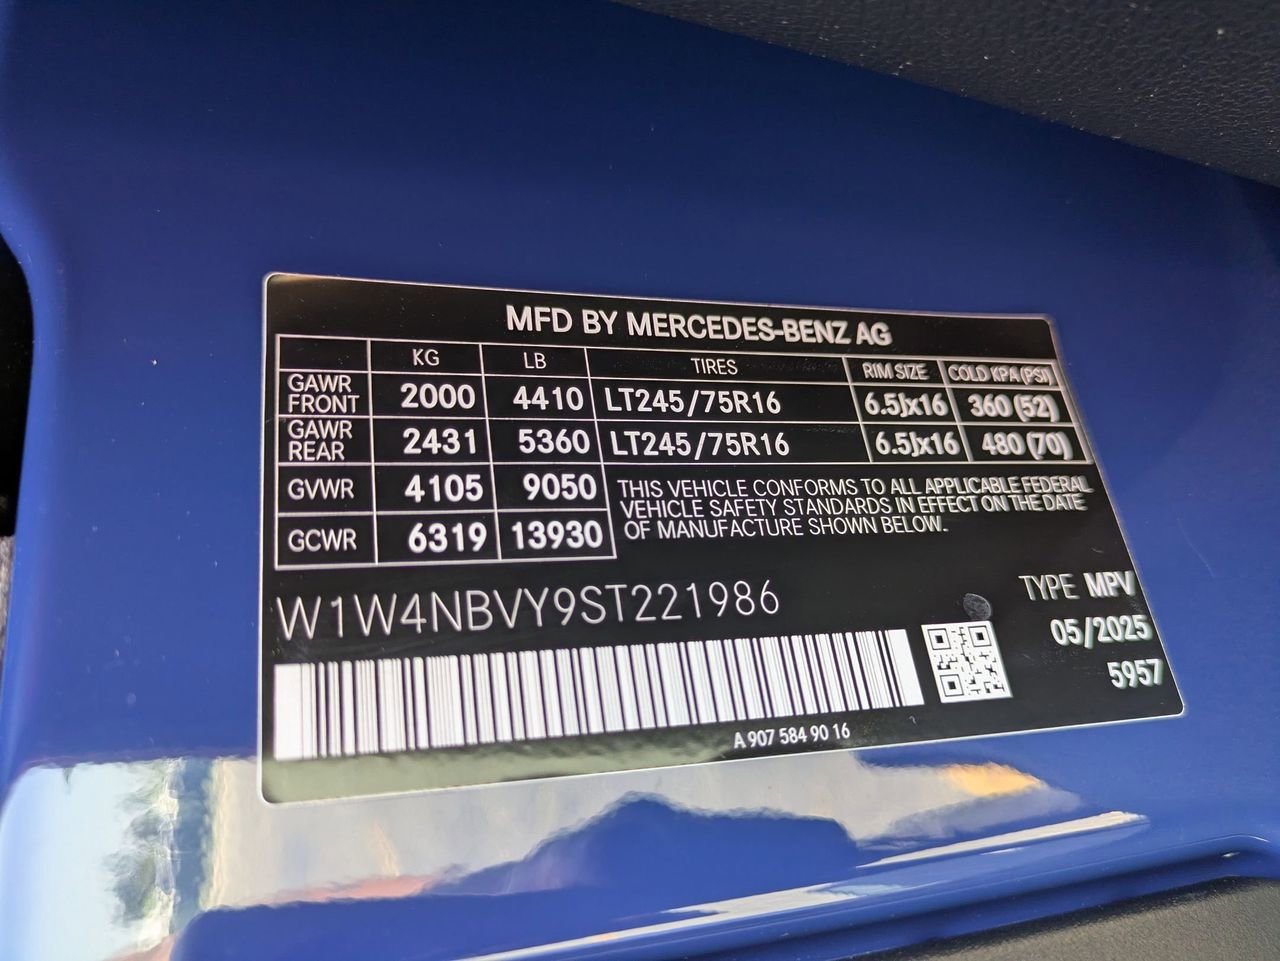 MFD BY MERCEDES-BENZ AG
KG LB TIRES RIM SIZE COLD KPA (PSI)
GAWR FRONT 2000 4410 LT245/75R16 6.5Jx16 360 (52)
GAWR REAR 2431 5360 LT245/75R16 6.5Jx16 480 (70)
GVWR 4105 9050
GCWR 6319 13930
THIS VEHICLE CONFORMS TO ALL APPLICABLE FEDERAL
VEHICLE SAFETY STANDARDS IN EFFECT ON THE DATE
OF MANUFACTURE SHOWN BELOW.
W1W4NBVY9ST221986
TYPE MPV
05/2025
5957
A 907 584 90 16